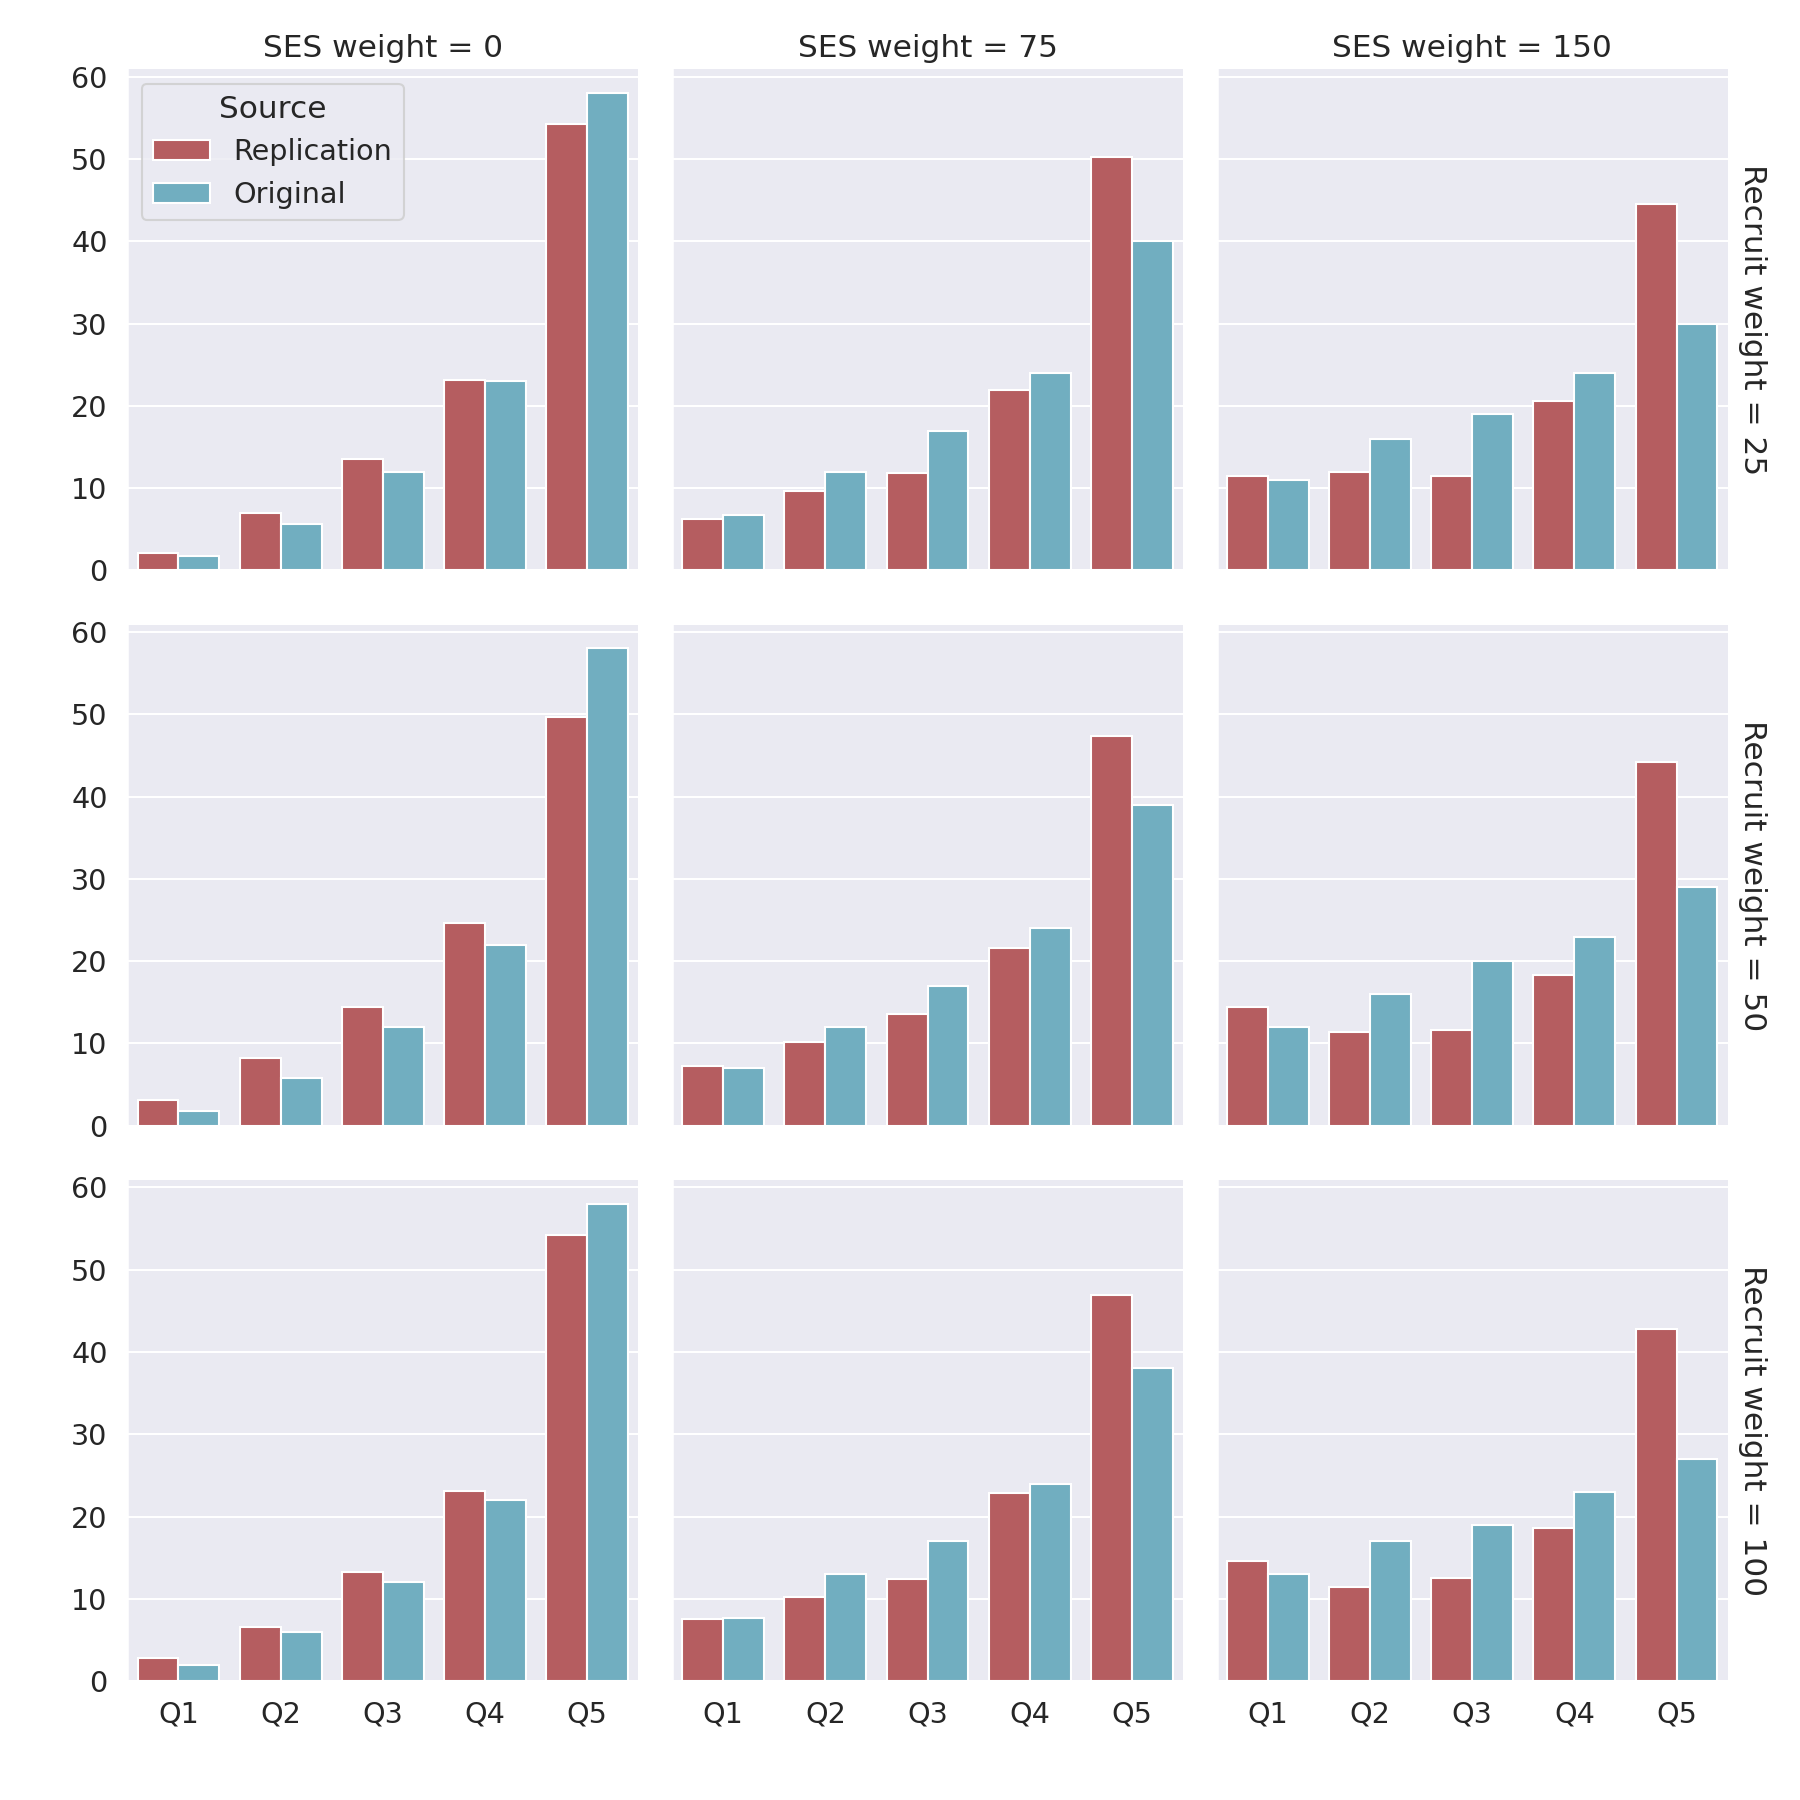 SES weight = 0
SES weight = 75
SES weight = 150
60
50
40
30
20
10
0
Source
Replication
Original
Recruit weight = 25
60
50
40
30
20
10
0
Recruit weight = 50
60
50
40
30
20
10
0
Recruit weight = 100
Q1 Q2 Q3 Q4 Q5
Q1 Q2 Q3 Q4 Q5
Q1 Q2 Q3 Q4 Q5